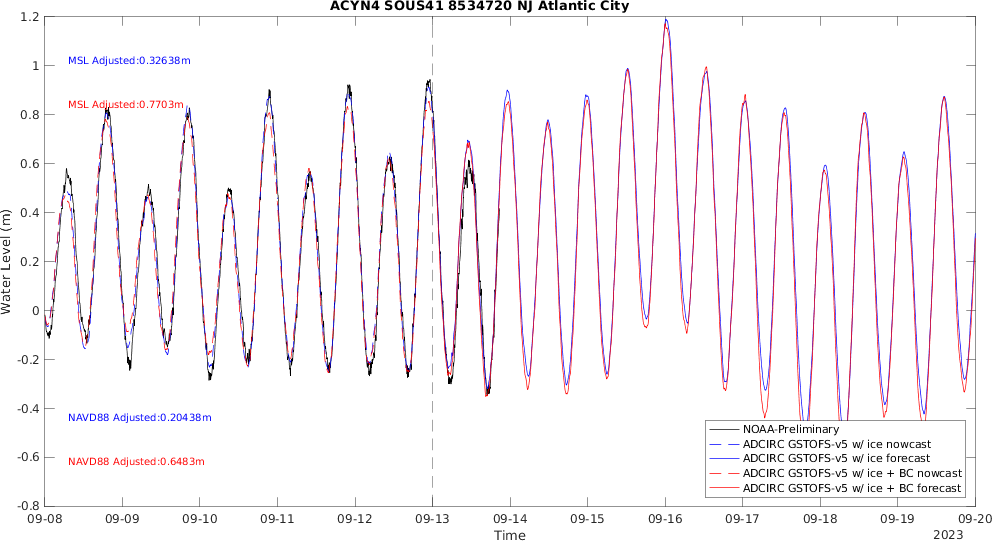 ACYN4 SOUS41 8534720 NJ Atlantic City
1.2
1
0.8
0.6
0.4
0.2
0
-0.2
-0.4
-0.6
-0.8
Water Level (m)
MSL Adjusted:0.32638m
MSL Adjusted:0.7703m
NAVD88 Adjusted:0.20438m
NAVD88 Adjusted:0.6483m
NOAA-Preliminary
ADCIRC GSTOFS-v5 w/ ice nowcast
ADCIRC GSTOFS-v5 w/ ice forecast
ADCIRC GSTOFS-v5 w/ ice + BC nowcast
ADCIRC GSTOFS-v5 w/ ice + BC forecast
09-08 09-09 09-10 09-11 09-12 09-13 09-14 09-15 09-16 09-17 09-18 09-19 09-20
Time
2023